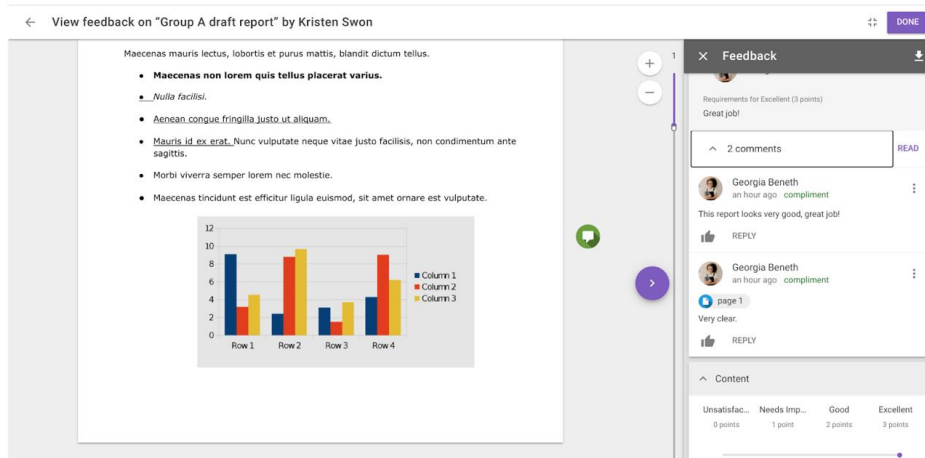 View feedback on “Group A draft report” by Kristen Swon
DONE
Maecenas mauris lectus, lobortis et purus mattis, blandit dictum tellus.
Maecenas non lorem quis tellus placerat varius.
Nulla facilisi.
Aenean congue fringilla justo ut aliquam.
Mauris id ex erat. Nunc vulputate neque vitae justo facilisis, non condimentum ante
sagittis.
Morbi viverra semper lorem nec molestie.
Maecenas tincidunt est efficitur ligula euismod, sit amet ornare est vulputate.
12
10
8
6
4
2
0
Row 1 Row 2 Row 3 Row 4
Column 1
Column 2
Column 3
1
Feedback
Requirements for Excellent (3 points)
Great job!
2 comments
READ
Georgia Beneth
an hour ago compliment
This report looks very good, great job!
REPLY
Georgia Beneth
an hour ago compliment
page 1
Very clear.
REPLY
Content
Unsatisfac... Needs Imp... Good Excellent
0 points 1 point 2 points 3 points